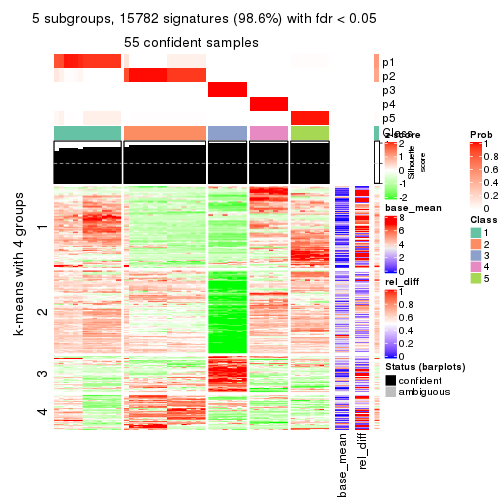 5 subgroups, 15782 signatures (98.6%) with fdr < 0.05
55 confident samples
p1
p2
p3
p4
p5
Class
Silhouette
score
k-means with 4 groups
1
2
3
4
base_mean
rel_diff
z-score
2
1
0
-1
-2
base_mean
8
6
4
2
0
rel_diff
1
0.8
0.6
0.4
0.2
0
Status (barplots)
confident
ambiguous
Prob
1
0.8
0.6
0.4
0.2
0
Class
1
2
3
4
5